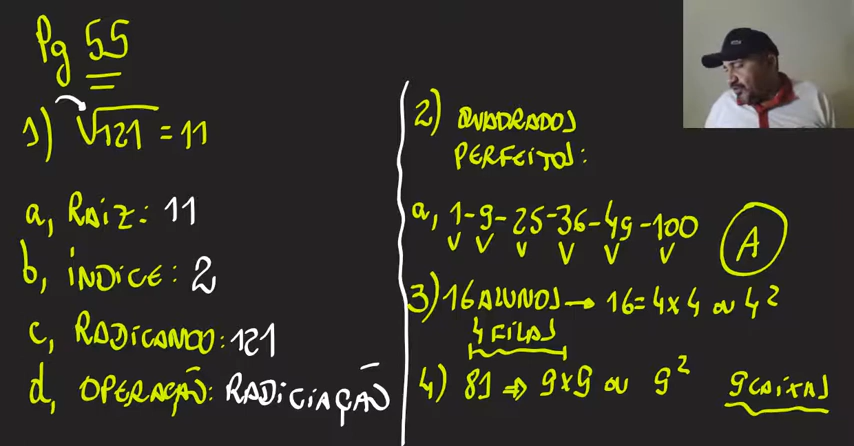 Pg 55
1) √121 = 11
a, RAIZ: 11
b, ÍNDICE: 2
c, RADICANDO: 121
d, OPERAÇÃO: RADICIAÇÃO
2) QUADRADOS
PERFEITOS:
a, 1-9-25-36-49-100
V V V V V V
A
3) 16 ALUNOS → 16 = 4x4 ou 4²
4 FILAS
4) 81 ⇒ 9x9 ou 9² 9 CAIXAS